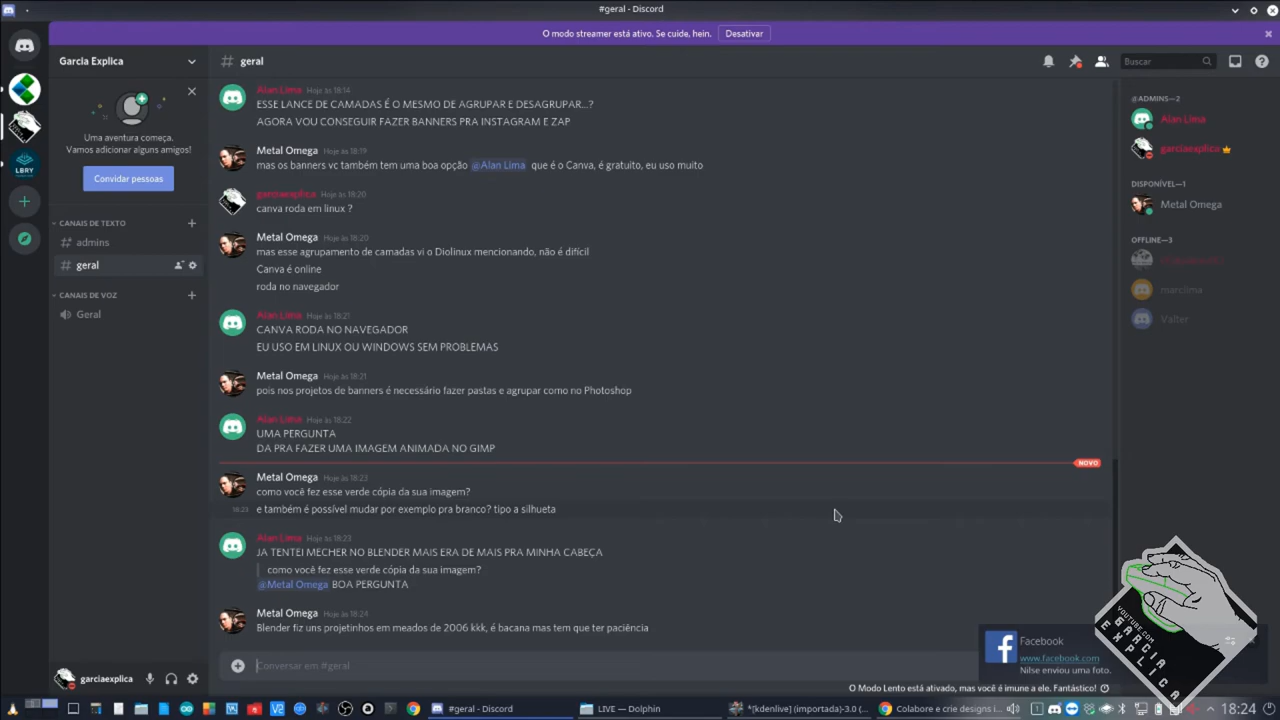 #geral - Discord
O modo streamer está ativo. Se cuide, hein. Desativar
Garcia Explica
Uma aventura começa.
Vamos adicionar alguns amigos!
Convidar pessoas
LBRY
CANAIS DE TEXTO
admins
geral
CANAIS DE VOZ
Geral
garciaexplica
# geral
Buscar
Alan Lima Hoje às 18:14
ESSE LANCE DE CAMADAS É O MESMO DE AGRUPAR E DESAGRUPAR...?
AGORA VOU CONSEGUIR FAZER BANNERS PRA INSTAGRAM E ZAP
Metal Omega Hoje às 18:19
mas os banners vc também tem uma boa opção @Alan Lima que é o Canva, é gratuito, eu uso muito
garciaexplica Hoje às 18:20
canva roda em linux ?
Metal Omega Hoje às 18:20
mas esse agrupamento de camadas vi o Diolinux mencionando, não é difícil
Canva é online
roda no navegador
Alan Lima Hoje às 18:21
CANVA RODA NO NAVEGADOR
EU USO EM LINUX OU WINDOWS SEM PROBLEMAS
Metal Omega Hoje às 18:21
pois nos projetos de banners é necessário fazer pastas e agrupar como no Photoshop
Alan Lima Hoje às 18:22
UMA PERGUNTA
DA PRA FAZER UMA IMAGEM ANIMADA NO GIMP
NOVO
Metal Omega Hoje às 18:23
como você fez esse verde cópia da sua imagem?
18:23 e também é possível mudar por exemplo pra branco? tipo a silhueta
Alan Lima Hoje às 18:23
JA TENTEI MECHER NO BLENDER MAIS ERA DE MAIS PRA MINHA CABEÇA
como você fez esse verde cópia da sua imagem?
@Metal Omega BOA PERGUNTA
Metal Omega Hoje às 18:24
Blender fiz uns projetinhos em meados de 2006 kkk, é bacana mas tem que ter paciência
Conversar em #geral
O Modo Lento está ativado, mas você é imune a ele. Fantástico!
@ADMINS—2
Alan Lima
garciaexplica
DISPONÍVEL—1
Metal Omega
OFFLINE—3
marclima
Valter
Facebook
www.facebook.com
Nilse enviou uma foto.
YOUTUBE.COM
GARCIA
EXPLICA
#geral - Discord
LIVE — Dolphin
*[kdenlive] (importada)-3.0 (...
Colabore e crie designs i...
18:24